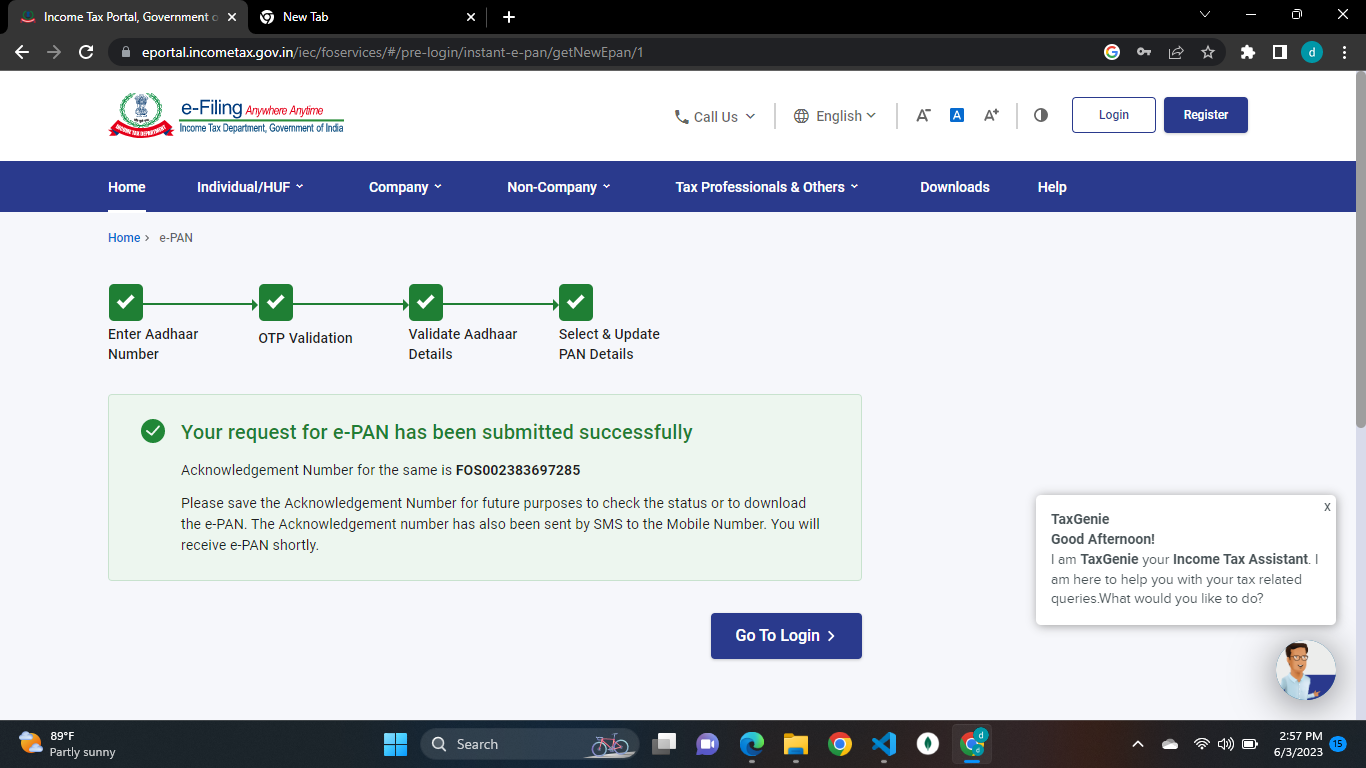 Income Tax Portal, Government o
New Tab
eportal.incometax.gov.in/iec/foservices/#/pre-login/instant-e-pan/getNewEpan/1
d
e-Filing Anywhere Anytime
Income Tax Department, Government of India
INCOME TAX DEPARTMENT
Call Us
English
A-
A
A+
Login
Register
Home
Individual/HUF
Company
Non-Company
Tax Professionals & Others
Downloads
Help
Home > e-PAN
Enter Aadhaar
Number
OTP Validation
Validate Aadhaar
Details
Select & Update
PAN Details
Your request for e-PAN has been submitted successfully
Acknowledgement Number for the same is FOS002383697285
Please save the Acknowledgement Number for future purposes to check the status or to download
the e-PAN. The Acknowledgement number has also been sent by SMS to the Mobile Number. You will
receive e-PAN shortly.
Go To Login >
x
TaxGenie
Good Afternoon!
I am TaxGenie your Income Tax Assistant. I
am here to help you with your tax related
queries.What would you like to do?
89°F
Partly sunny
Search
d
2:57 PM
6/3/2023
15